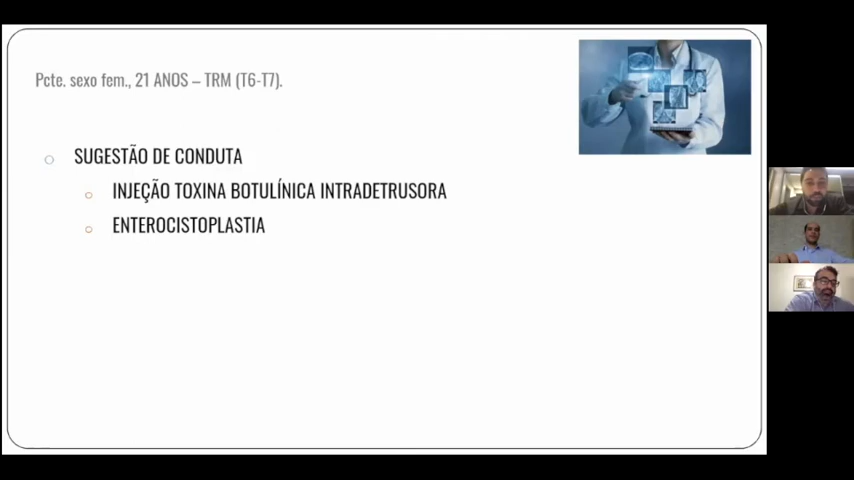 Pcte. sexo fem., 21 ANOS – TRM (T6-T7).
SUGESTÃO DE CONDUTA
INJEÇÃO TOXINA BOTULÍNICA INTRADETRUSORA
ENTEROCISTOPLASTIA